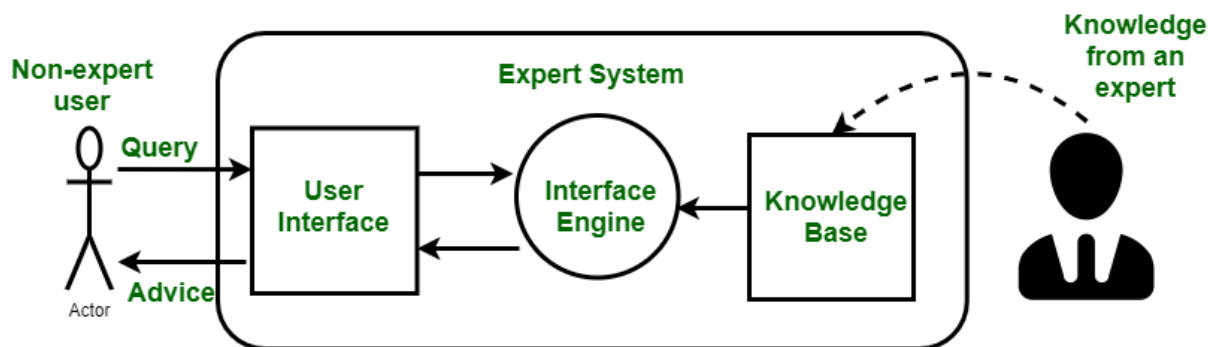 Non-expert
user
Query
Advice
Actor
Expert System
User
Interface
Interface
Engine
Knowledge
Base
Knowledge
from an
expert